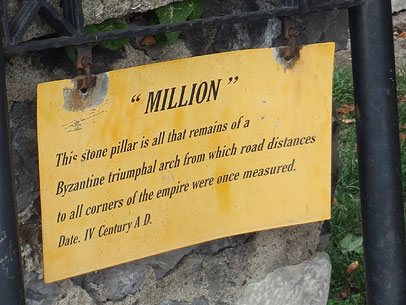 “ MILLION ”
This stone pillar is all that remains of a
Byzantine triumphal arch from which road distances
to all corners of the empire were once measured.
Date. IV Century A D.